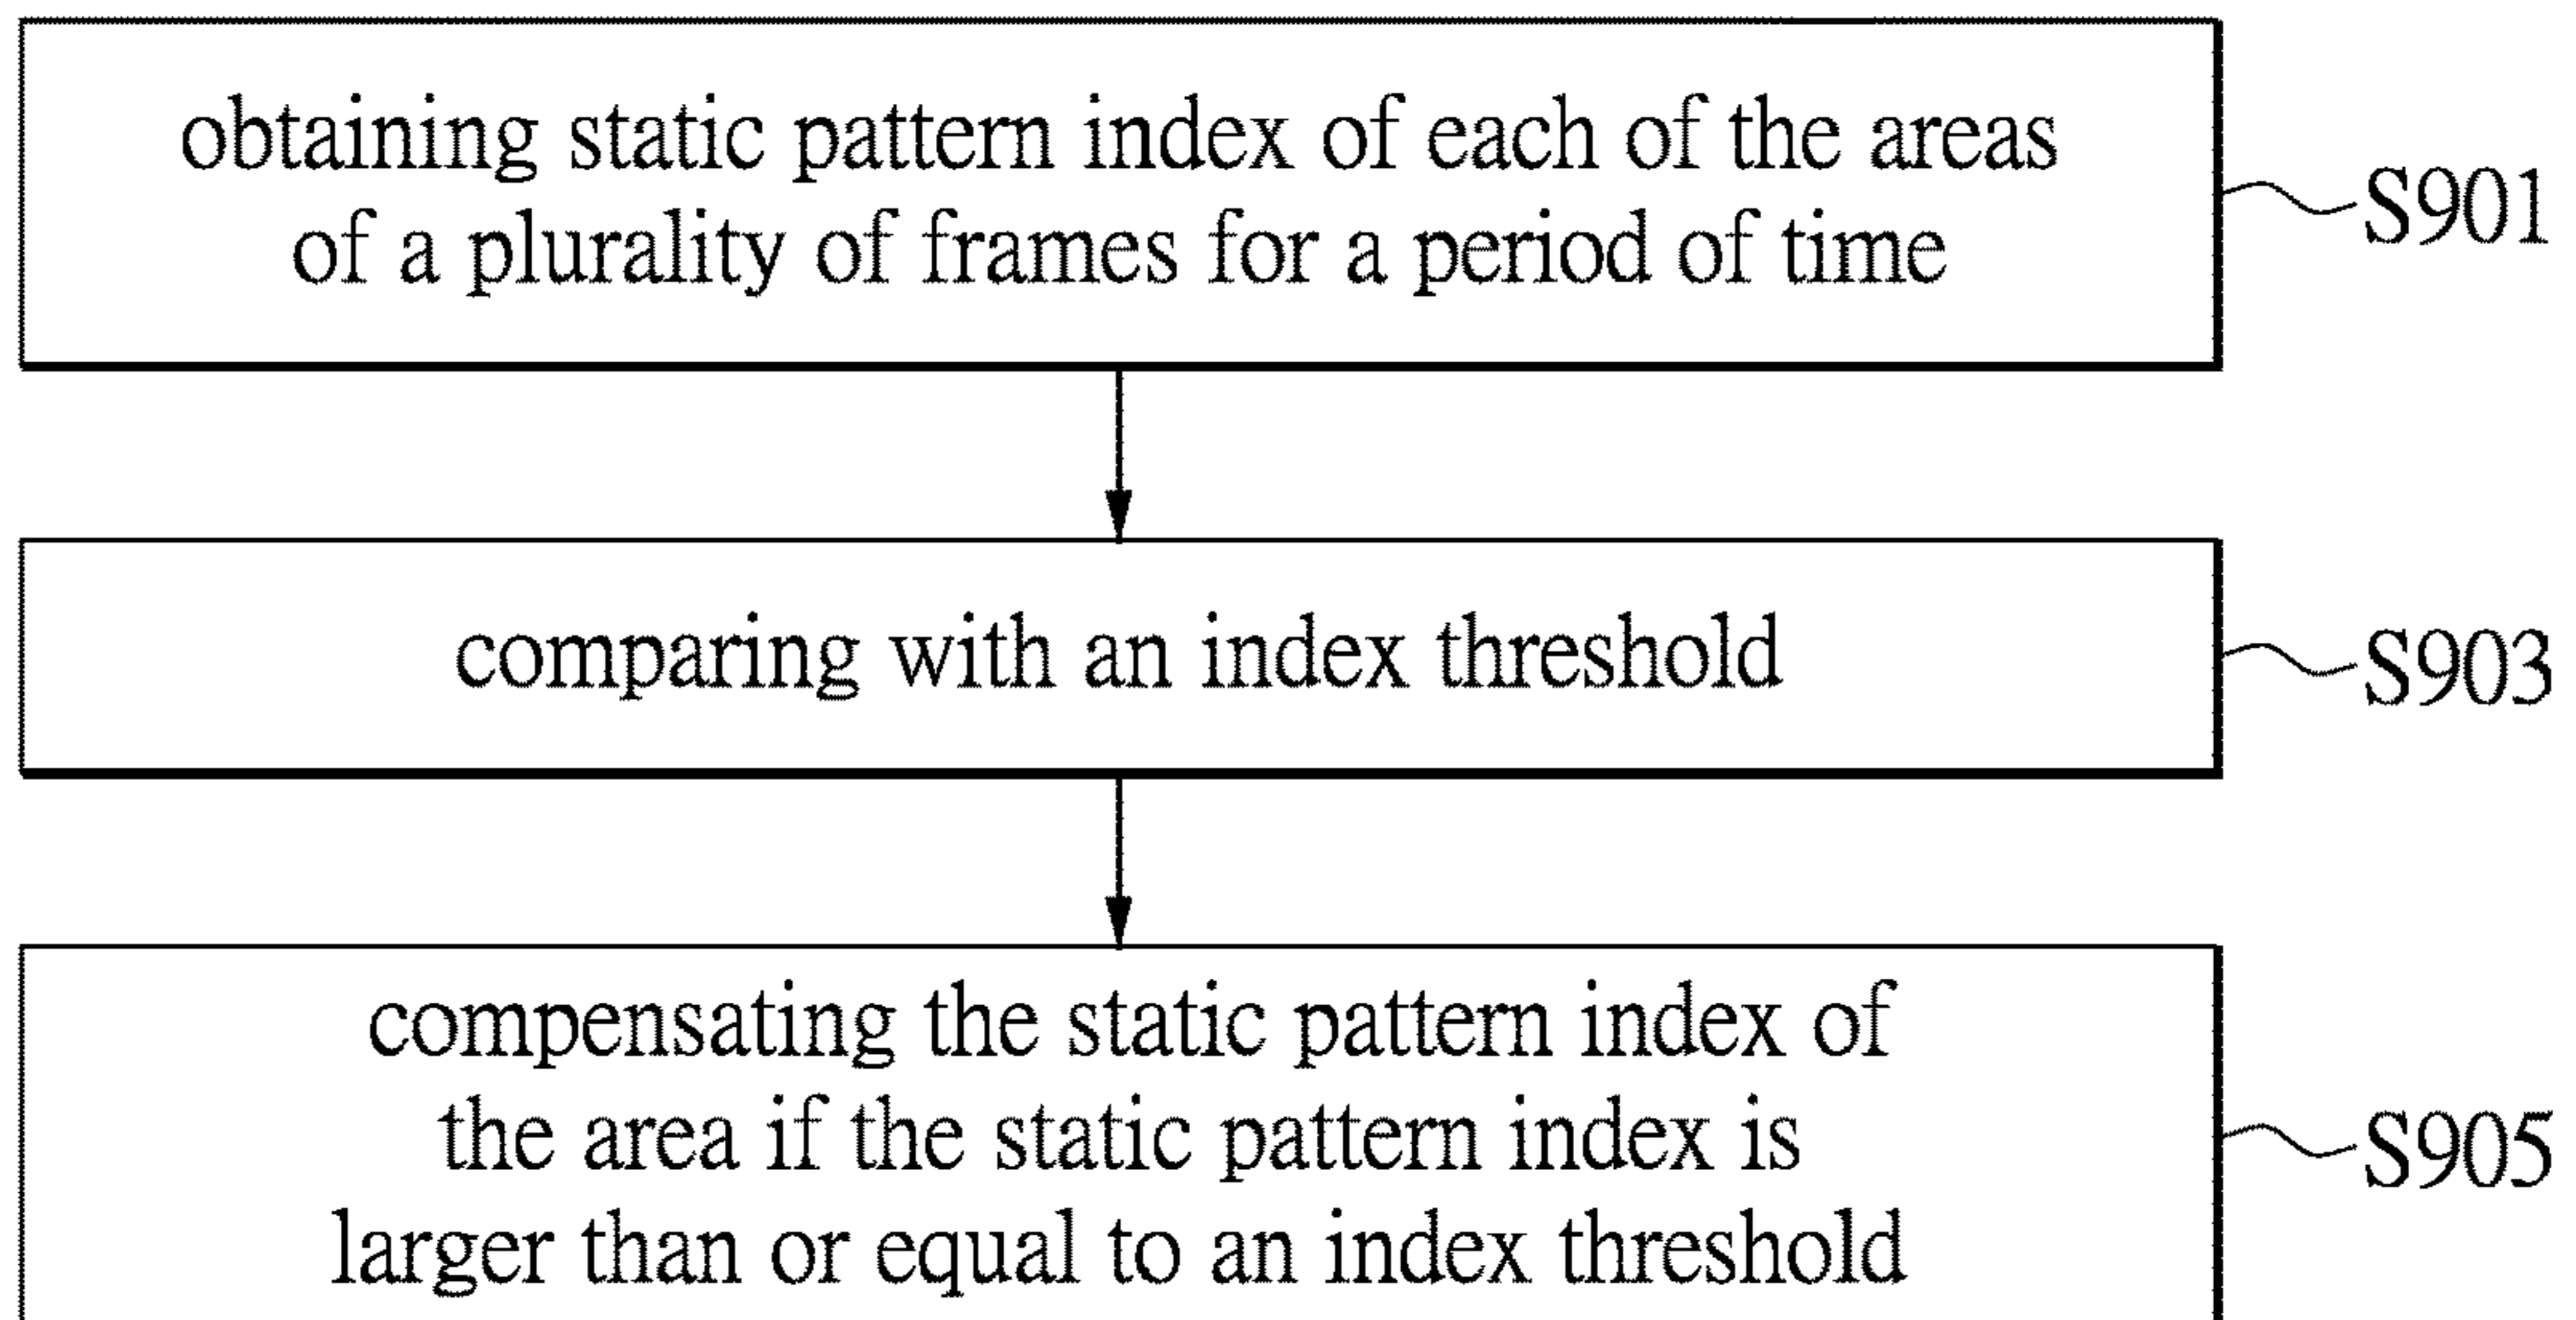 obtaining static pattern index of each of the areas
of a plurality of frames for a period of time
S901
comparing with an index threshold
S903
compensating the static pattern index of
the area if the static pattern index is
larger than or equal to an index threshold
S905